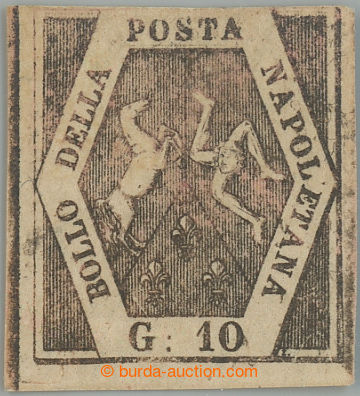 POSTA
BOLLO DELLA
NAPOLETANA
G: 10
© burda-auction.com